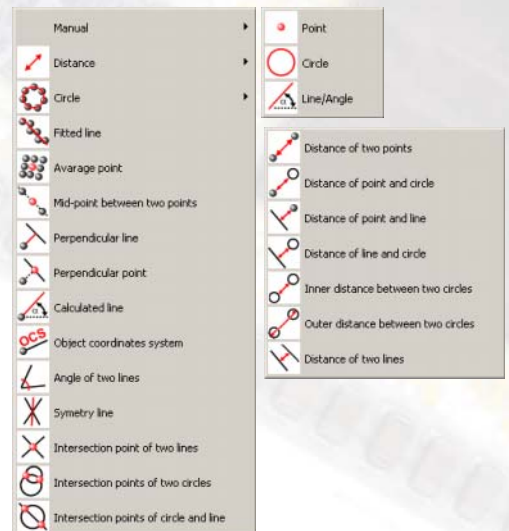 Manual
Distance
Circle
Fitted line
Avarage point
Mid-point between two points
Perpendicular line
Perpendicular point
α
Calculated line
OCS
Object coordinates system
Angle of two lines
Symetry line
Intersection point of two lines
Intersection points of two circles
Intersection points of circle and line
Point
Circle
α
Line/Angle
Distance of two points
Distance of point and circle
Distance of point and line
Distance of line and circle
Inner distance between two circles
Outer distance between two circles
Distance of two lines